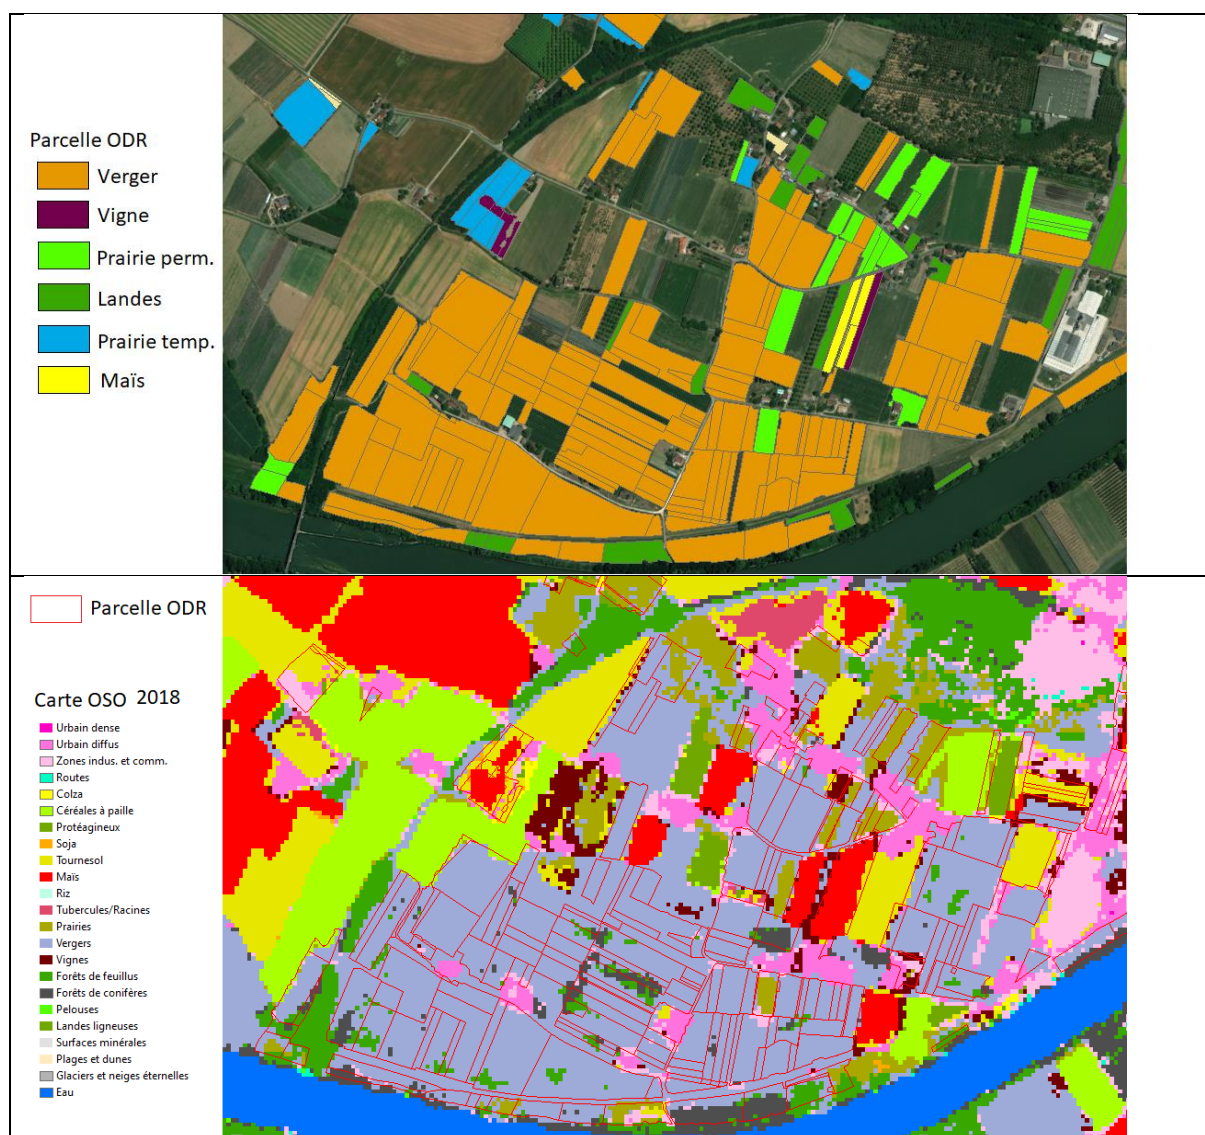 Parcelle ODR
Verger
Vigne
Prairie perm.
Landes
Prairie temp.
Maïs
Parcelle ODR
Carte OSO 2018
Urbain dense
Urbain diffus
Zones indus. et comm.
Routes
Colza
Céréales à paille
Protéagineux
Soja
Tournesol
Maïs
Riz
Tubercules/Racines
Prairies
Vergers
Vignes
Forêts de feuillus
Forêts de conifères
Pelouses
Landes ligneuses
Surfaces minérales
Plages et dunes
Glaciers et neiges éternelles
Eau